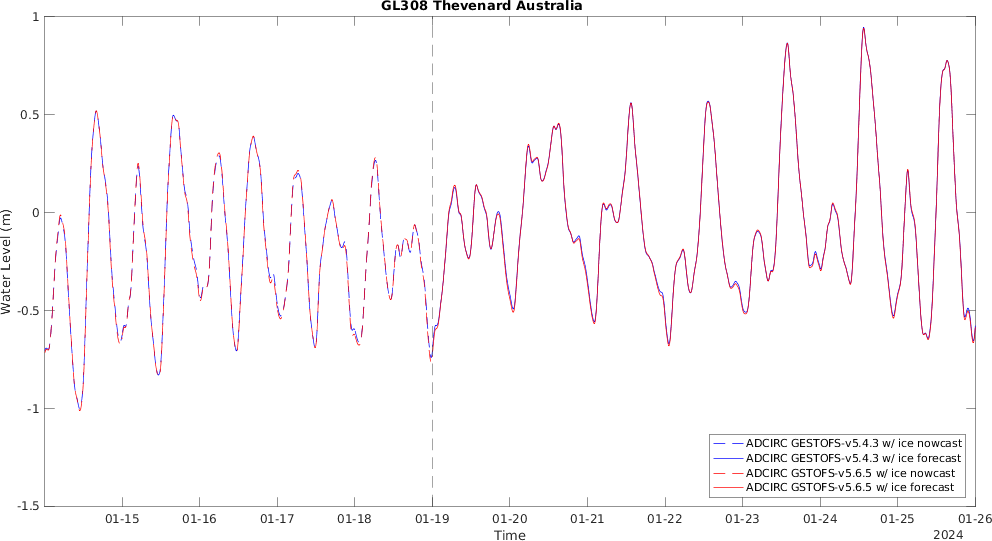 GL308 Thevenard Australia
Water Level (m)
1
0.5
0
-0.5
-1
-1.5
01-15
01-16
01-17
01-18
01-19
01-20
01-21
01-22
01-23
01-24
01-25
01-26
Time
2024
ADCIRC GESTOFS-v5.4.3 w/ ice nowcast
ADCIRC GESTOFS-v5.4.3 w/ ice forecast
ADCIRC GSTOFS-v5.6.5 w/ ice nowcast
ADCIRC GSTOFS-v5.6.5 w/ ice forecast